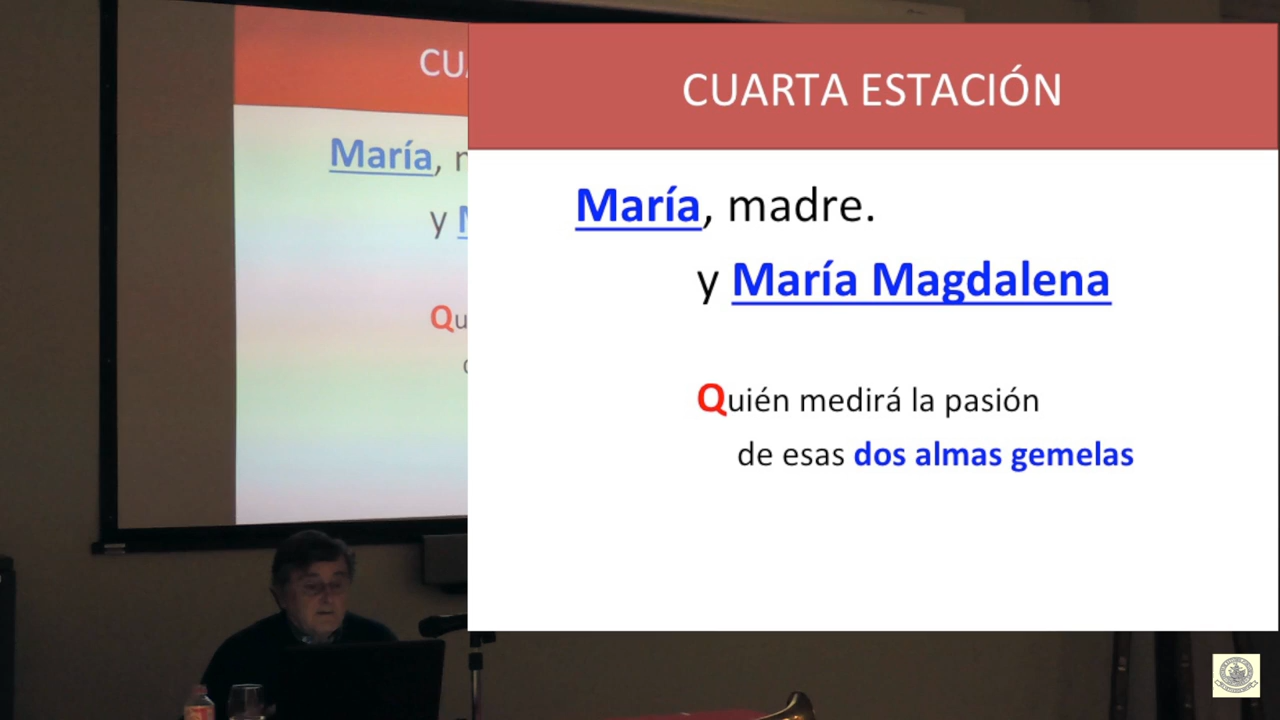 CUARTA ESTACIÓN
María, madre.
y María Magdalena
Quién medirá la pasión
de esas dos almas gemelas
CU
María,
y
Qu